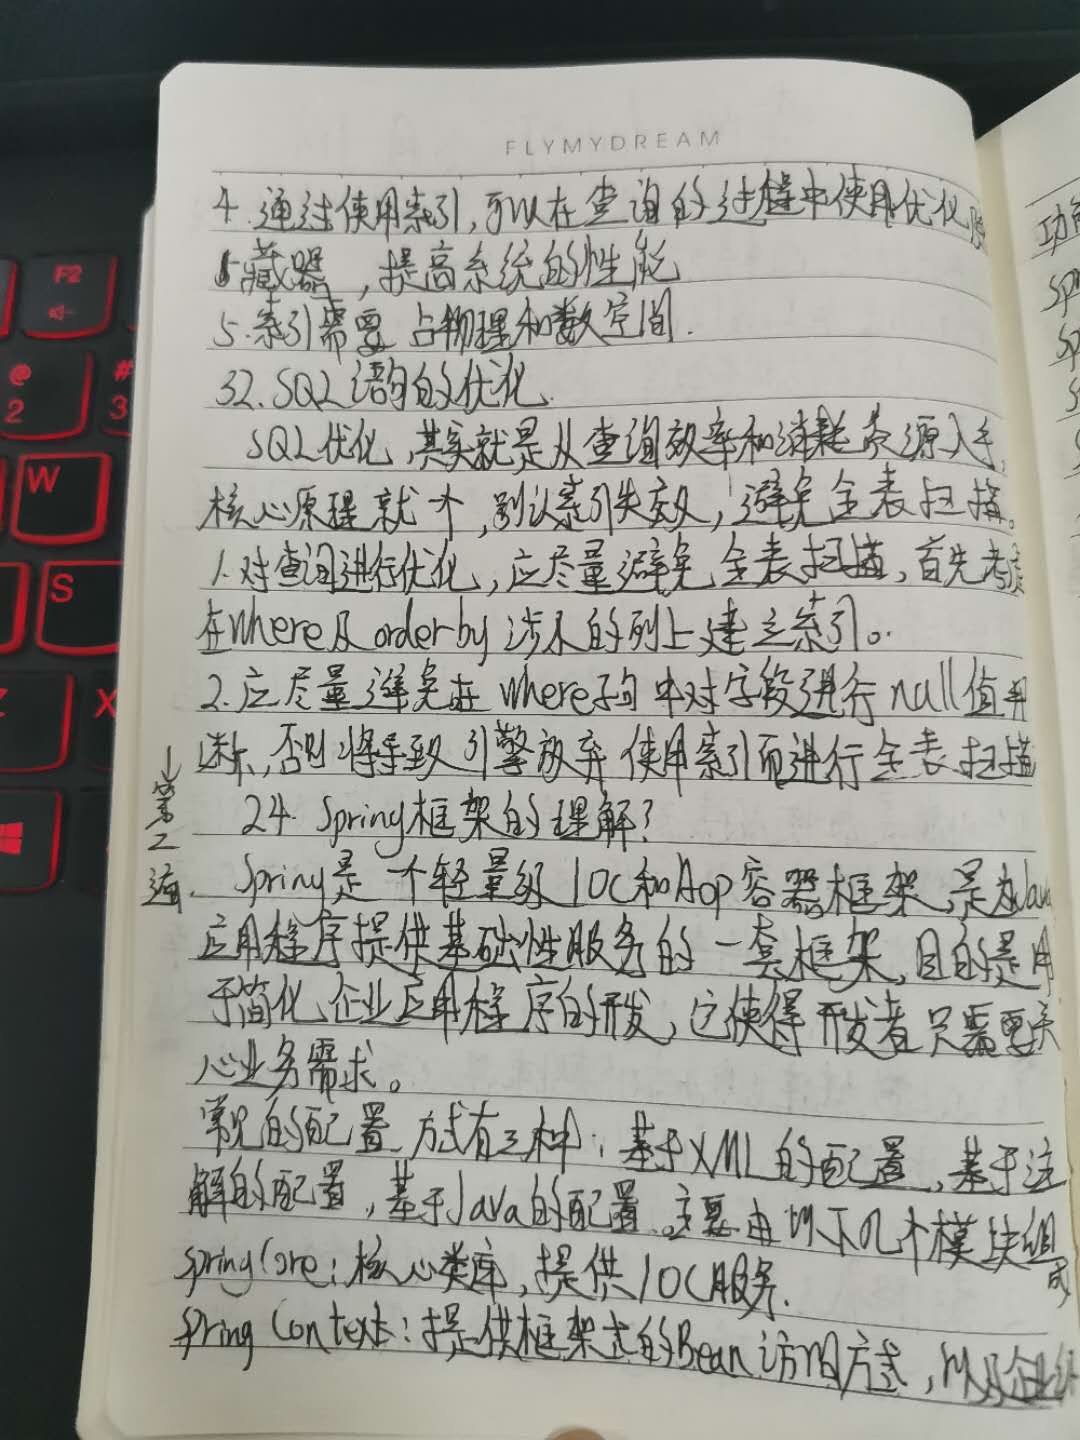 FLYMYDREAM
4.通过使用索引,可以在查询的过程中使用优化隐
藏器,提高系统的性能
5.索引需要占物理和数空间.
32.SQL语句的优化.
SQL优化,其实就是从查询效率和消耗资源入手,
核心原理就一个,别让索引失效,避免全表扫描。
1.对查询进行优化,应尽量避免全表扫描,首先考虑
在where及order by涉及的列上建立索引。
2.应尽量避免在where子句中对字段进行null值判
断,否则将导致引擎放弃使用索引而进行全表扫描
24.Spring框架的理解?
↓第二遍.
Spring是一个轻量级IOC和Aop容器框架,是为Java
应用程序提供基础性服务的一套框架,目的是用
于简化企业应用程序的开发,它使得开发者只需要关
心业务需求。
常见的配置方式有三种:基于XML的配置,基于注
解的配置,基于Java的配置.主要由以下几个模块组成
Spring Core:核心类库,提供IOC服务.
Spring Context:提供框架式的Bean访问方式,以及企业级
功能
F2
@
2
#
3
W
S
Z
X